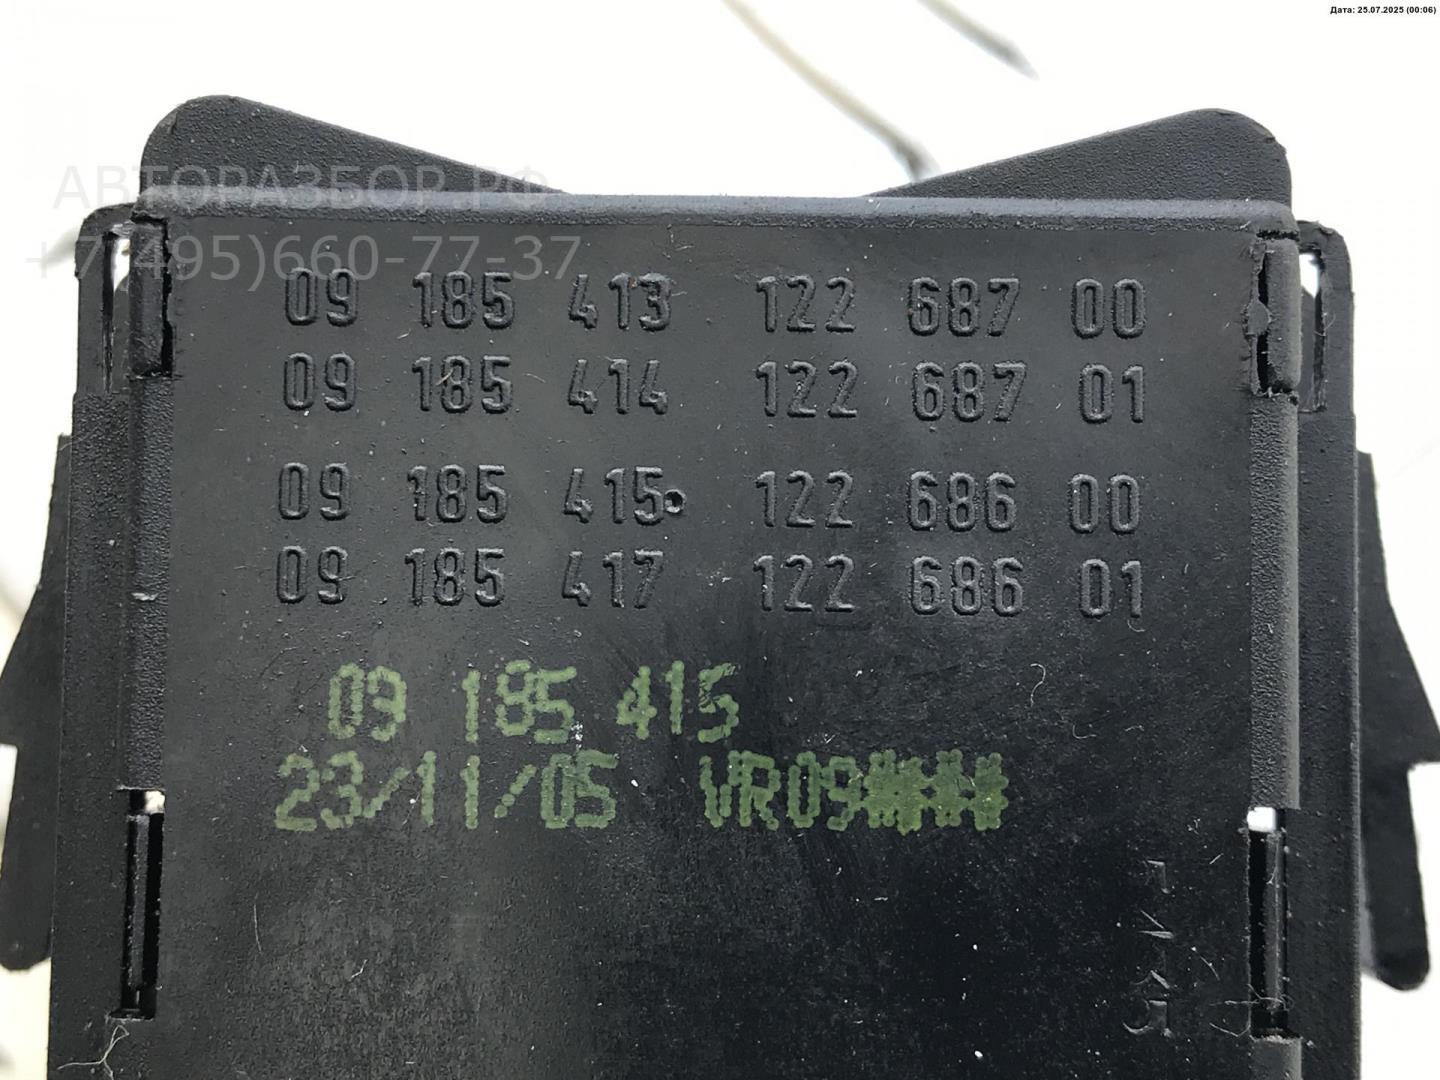 Дата: 25.07.2025 (00:06)
АВТОРАЗБОР.РФ
+7(495)660-77-37
09 185 413 122 687 00
09 185 414 122 687 01
09 185 415 122 686 00
09 185 417 122 686 01
09 185 415
23/11/05 VR09####